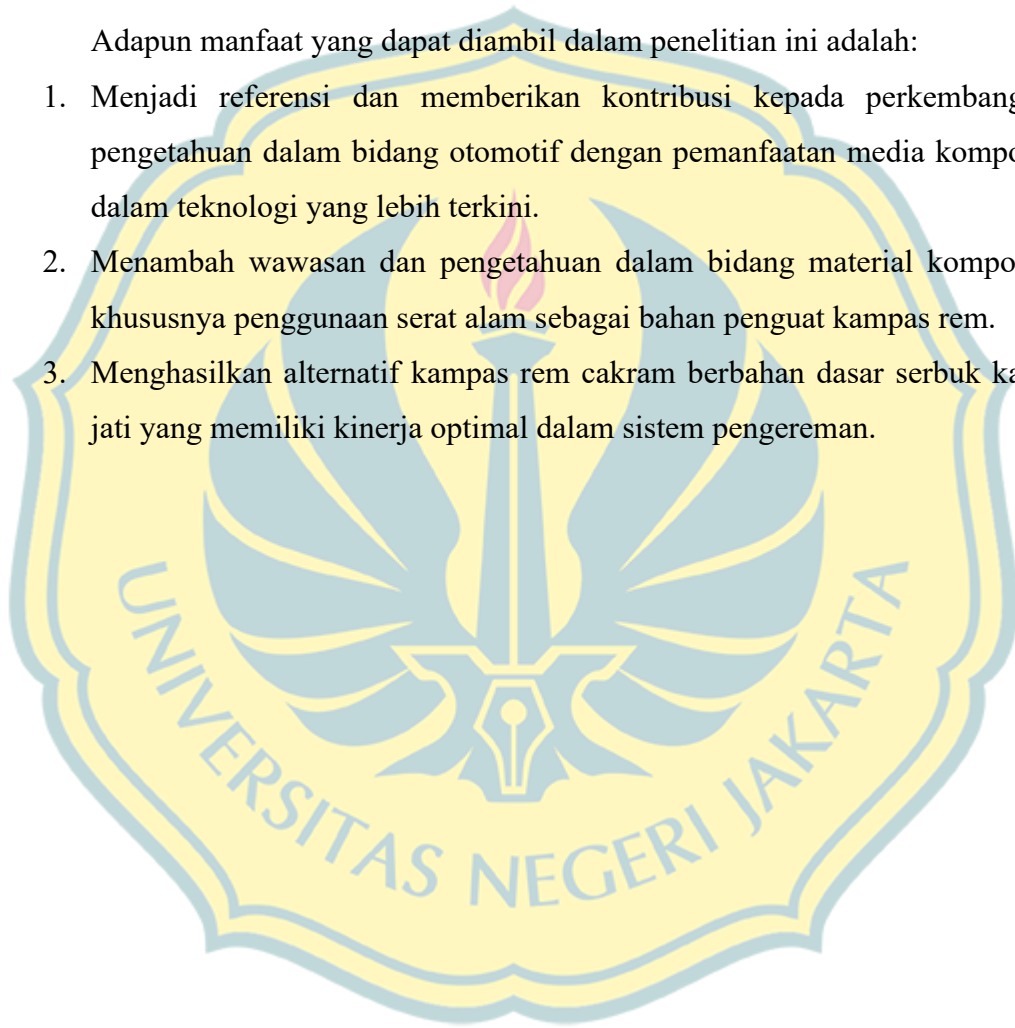 Adapun manfaat yang dapat diambil dalam penelitian ini adalah:
1. Menjadi referensi dan memberikan kontribusi kepada perkembang
pengetahuan dalam bidang otomotif dengan pemanfaatan media kompo
dalam teknologi yang lebih terkini.
2. Menambah wawasan dan pengetahuan dalam bidang material kompo
khususnya penggunaan serat alam sebagai bahan penguat kampas rem.
3. Menghasilkan alternatif kampas rem cakram berbahan dasar serbuk ka
jati yang memiliki kinerja optimal dalam sistem pengereman.
UNIVERSITAS NEGERI JAKARTA